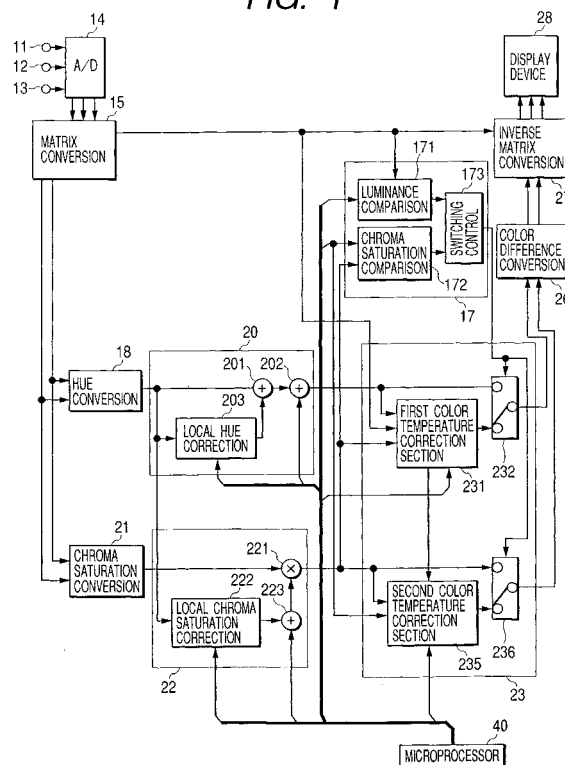 FIG. 1
14
28
11
12
13
A/D
DISPLAY
DEVICE
15
MATRIX
CONVERSION
171
173
LUMINANCE
COMPARISON
SWITCHING
CONTROL
CHROMA
SATURATIOIN
COMPARISON
172
17
INVERSE
MATRIX
CONVERSION
27
COLOR
DIFFERENCE
CONVERSION
26
18
HUE
CONVERSION
20
201
202
203
LOCAL HUE
CORRECTION
FIRST COLOR
TEMPERATURE
CORRECTION
SECTION
231
232
21
CHROMA
SATURATION
CONVERSION
221
222
223
LOCAL CHROMA
SATURATION
CORRECTION
22
SECOND COLOR
TEMPERATURE
CORRECTION
SECTION
235
236
23
40
MICROPROCESSOR